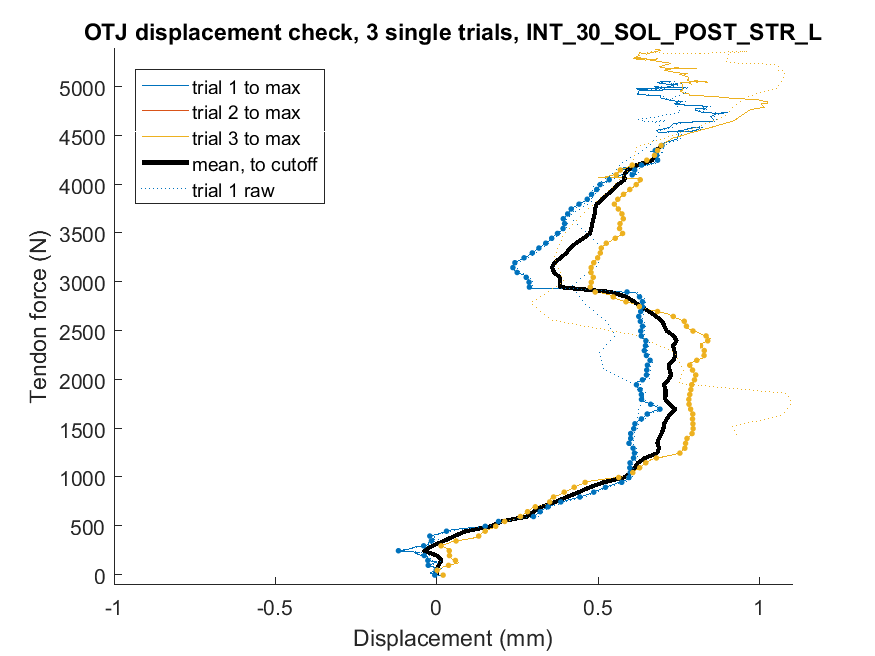 OTJ displacement check, 3 single trials, INT_30_SOL_POST_STR_L
trial 1 to max
trial 2 to max
trial 3 to max
mean, to cutoff
trial 1 raw
5000
4500
4000
3500
3000
2500
2000
1500
1000
500
0
Tendon force (N)
-1
-0.5
0
0.5
1
Displacement (mm)